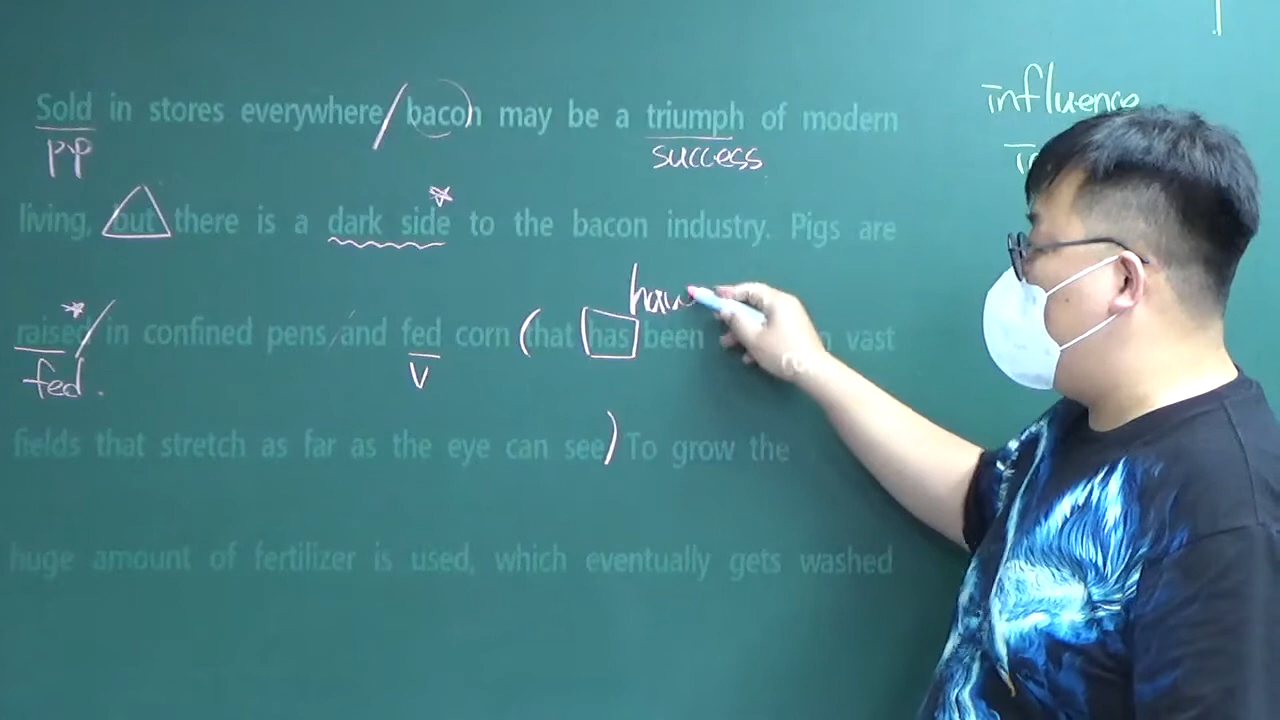 influence
Sold in stores everywhere / bacon may be a triumph of modern
pp
success
living, but there is a dark side to the bacon industry. Pigs are
hav
raised / in confined pens / and fed corn (that has been vast
fed.
v
fields that stretch as far as the eye can see) To grow the
huge amount of fertilizer is used, which eventually gets washed